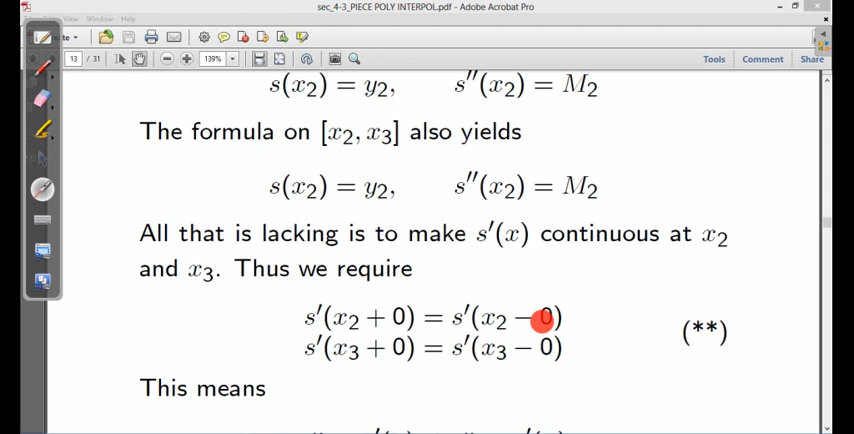 sec_4-3_PIECE POLY INTERPOL.pdf - Adobe Acrobat Pro
Window Help
13 / 31 139% Tools Comment Share
s(x₂) = y₂, s″(x₂) = M₂
The formula on [x₂, x₃] also yields
s(x₂) = y₂, s″(x₂) = M₂
All that is lacking is to make s′(x) continuous at x₂
and x₃. Thus we require
s′(x₂ + 0) = s′(x₂ − 0)
s′(x₃ + 0) = s′(x₃ − 0)
(**)
This means